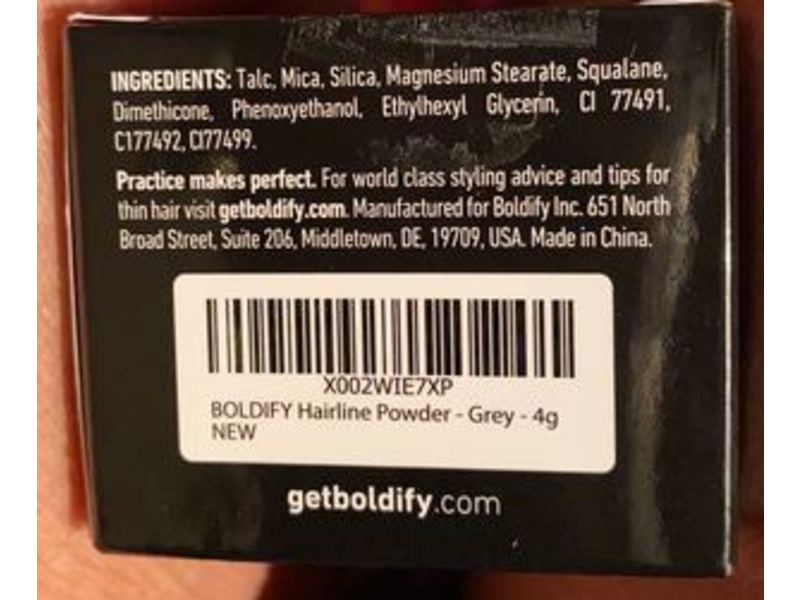 INGREDIENTS: Talc, Mica, Silica, Magnesium Stearate, Squalane,
Dimethicone, Phenoxyethanol, Ethylhexyl Glycerin, CI 77491,
C177492, CI77499.
Practice makes perfect. For world class styling advice and tips for
thin hair visit getboldify.com. Manufactured for Boldify Inc. 651 North
Broad Street, Suite 206, Middletown, DE, 19709, USA. Made in China.
X002WIE7XP
BOLDIFY Hairline Powder - Grey - 4g
NEW
getboldify.com